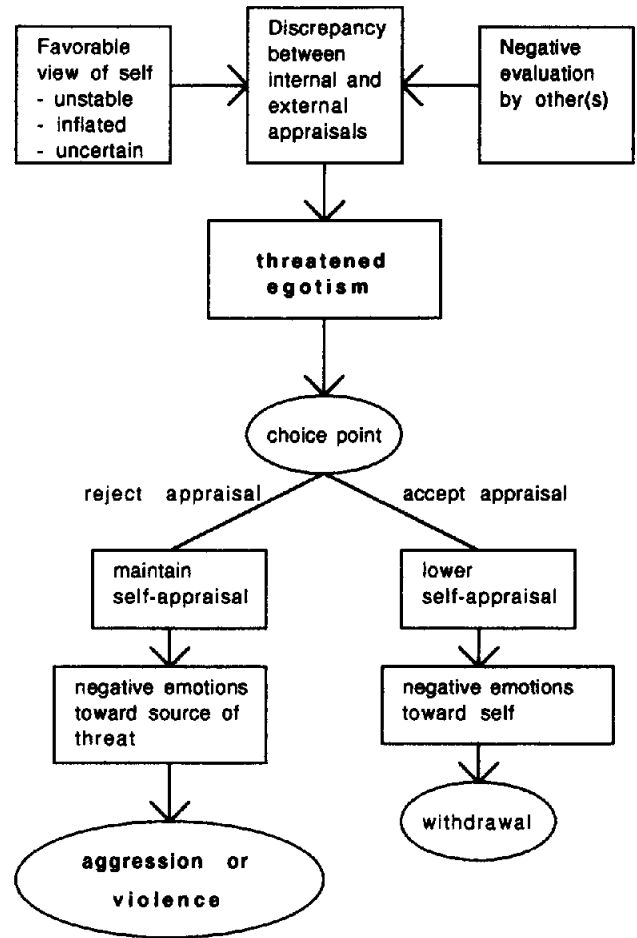 Favorable
view of self
- unstable
- inflated
- uncertain
Discrepancy
between
internal and
external
appraisals
Negative
evaluation
by other(s)
threatened
egotism
choice point
reject appraisal
accept appraisal
maintain
self-appraisal
lower
self-appraisal
negative emotions
toward source of
threat
negative emotions
toward self
aggression or
violence
withdrawal